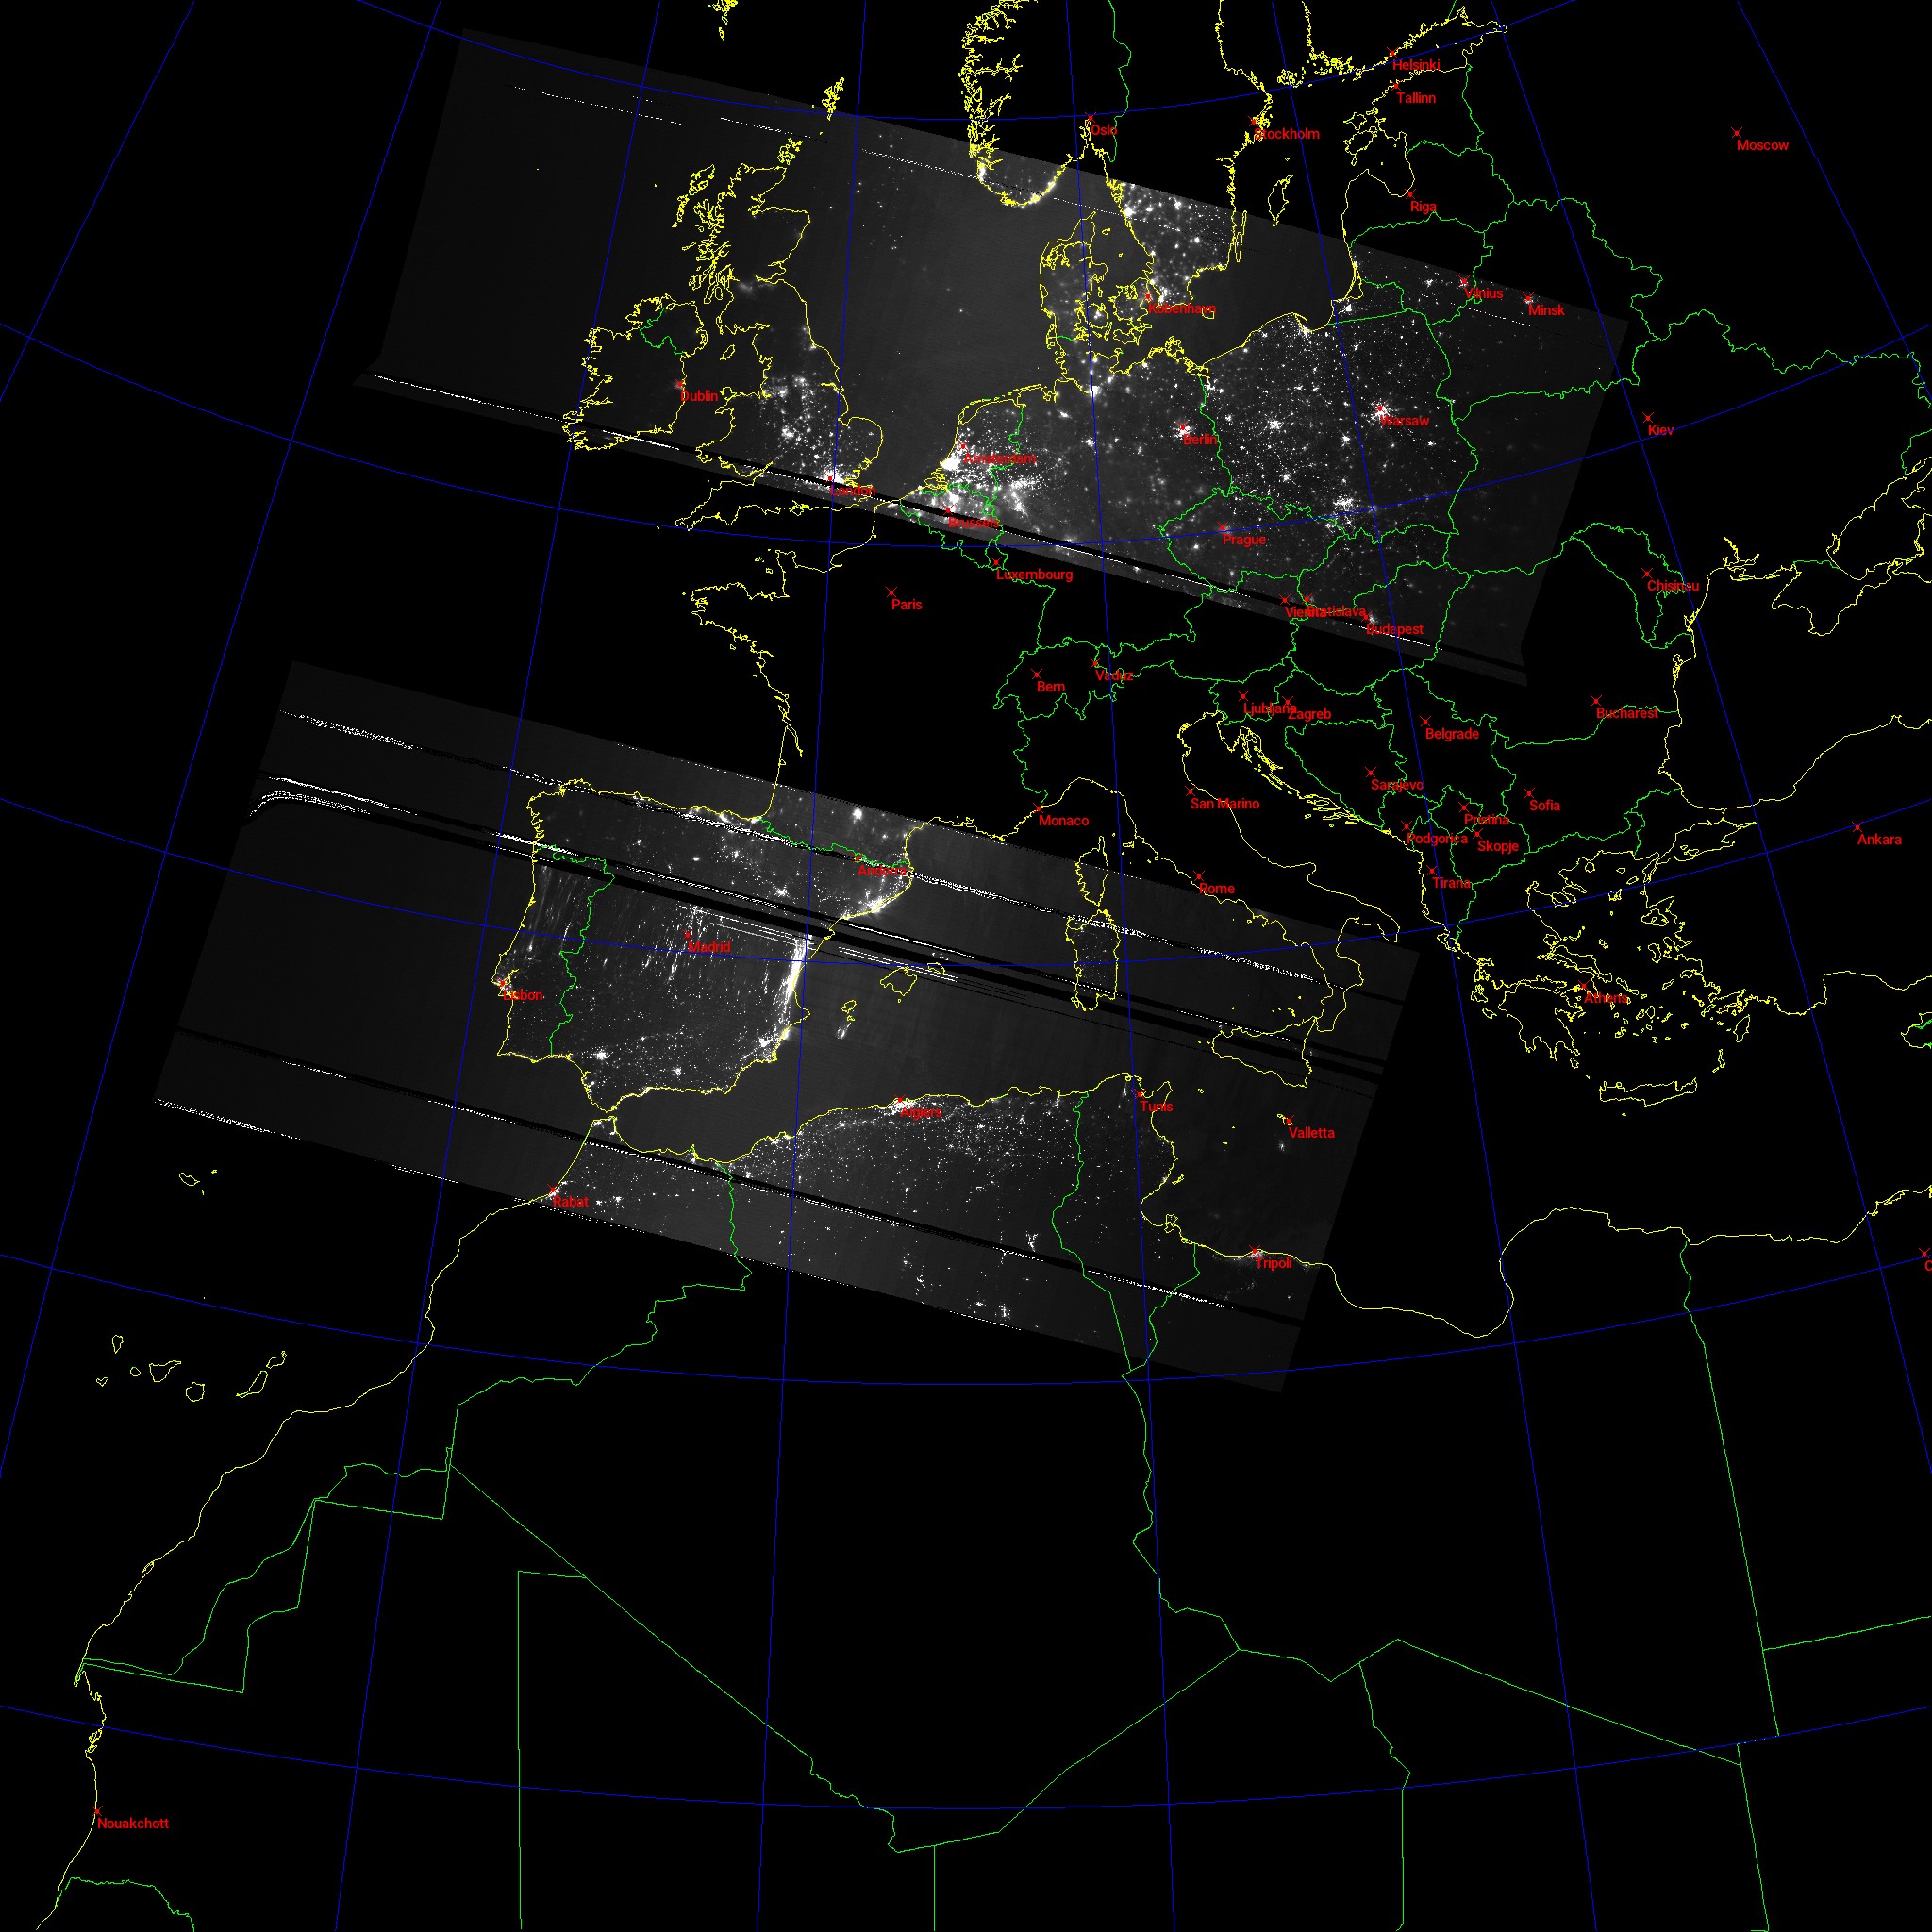 Helsinki
Tallinn
Oslo
Stockholm
Moscow
Riga
Vilnius
Minsk
København
Dublin
Warsaw
Kiev
Berlin
Amsterdam
London
Brussels
Prague
Luxembourg
Chisinau
Paris
Vienna
Bratislava
Budapest
Vaduz
Bern
Ljubljana
Zagreb
Bucharest
Belgrade
Sarajevo
San Marino
Sofia
Monaco
Pristina
Podgorica
Skopje
Ankara
Andorra
Tirana
Rome
Madrid
Lisbon
Athens
Tunis
Algiers
Valletta
Rabat
Tripoli
C
Nouakchott